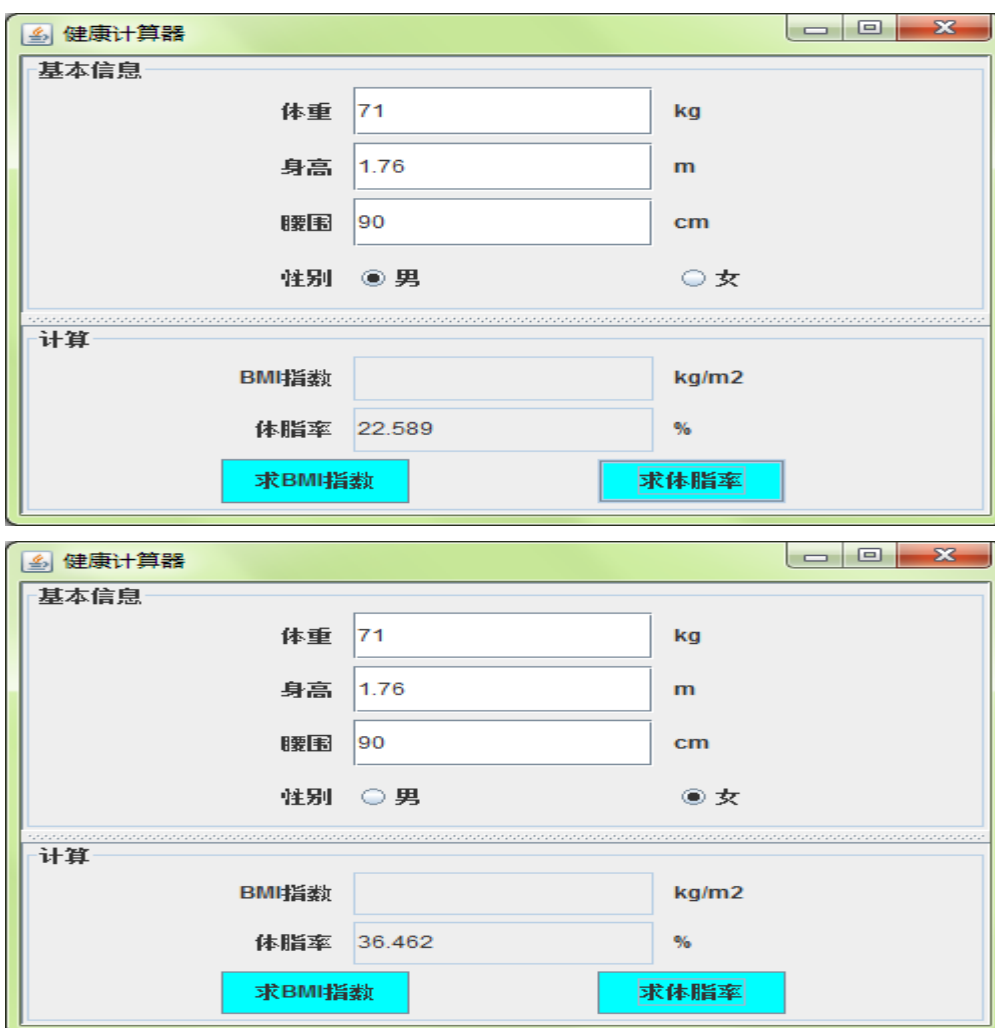 健康计算器
基本信息
体重 71 kg
身高 1.76 m
腰围 90 cm
性别 男 女
计算
BMI指数 kg/m2
体脂率 22.589 %
求BMI指数 求体脂率
健康计算器
基本信息
体重 71 kg
身高 1.76 m
腰围 90 cm
性别 男 女
计算
BMI指数 kg/m2
体脂率 36.462 %
求BMI指数 求体脂率